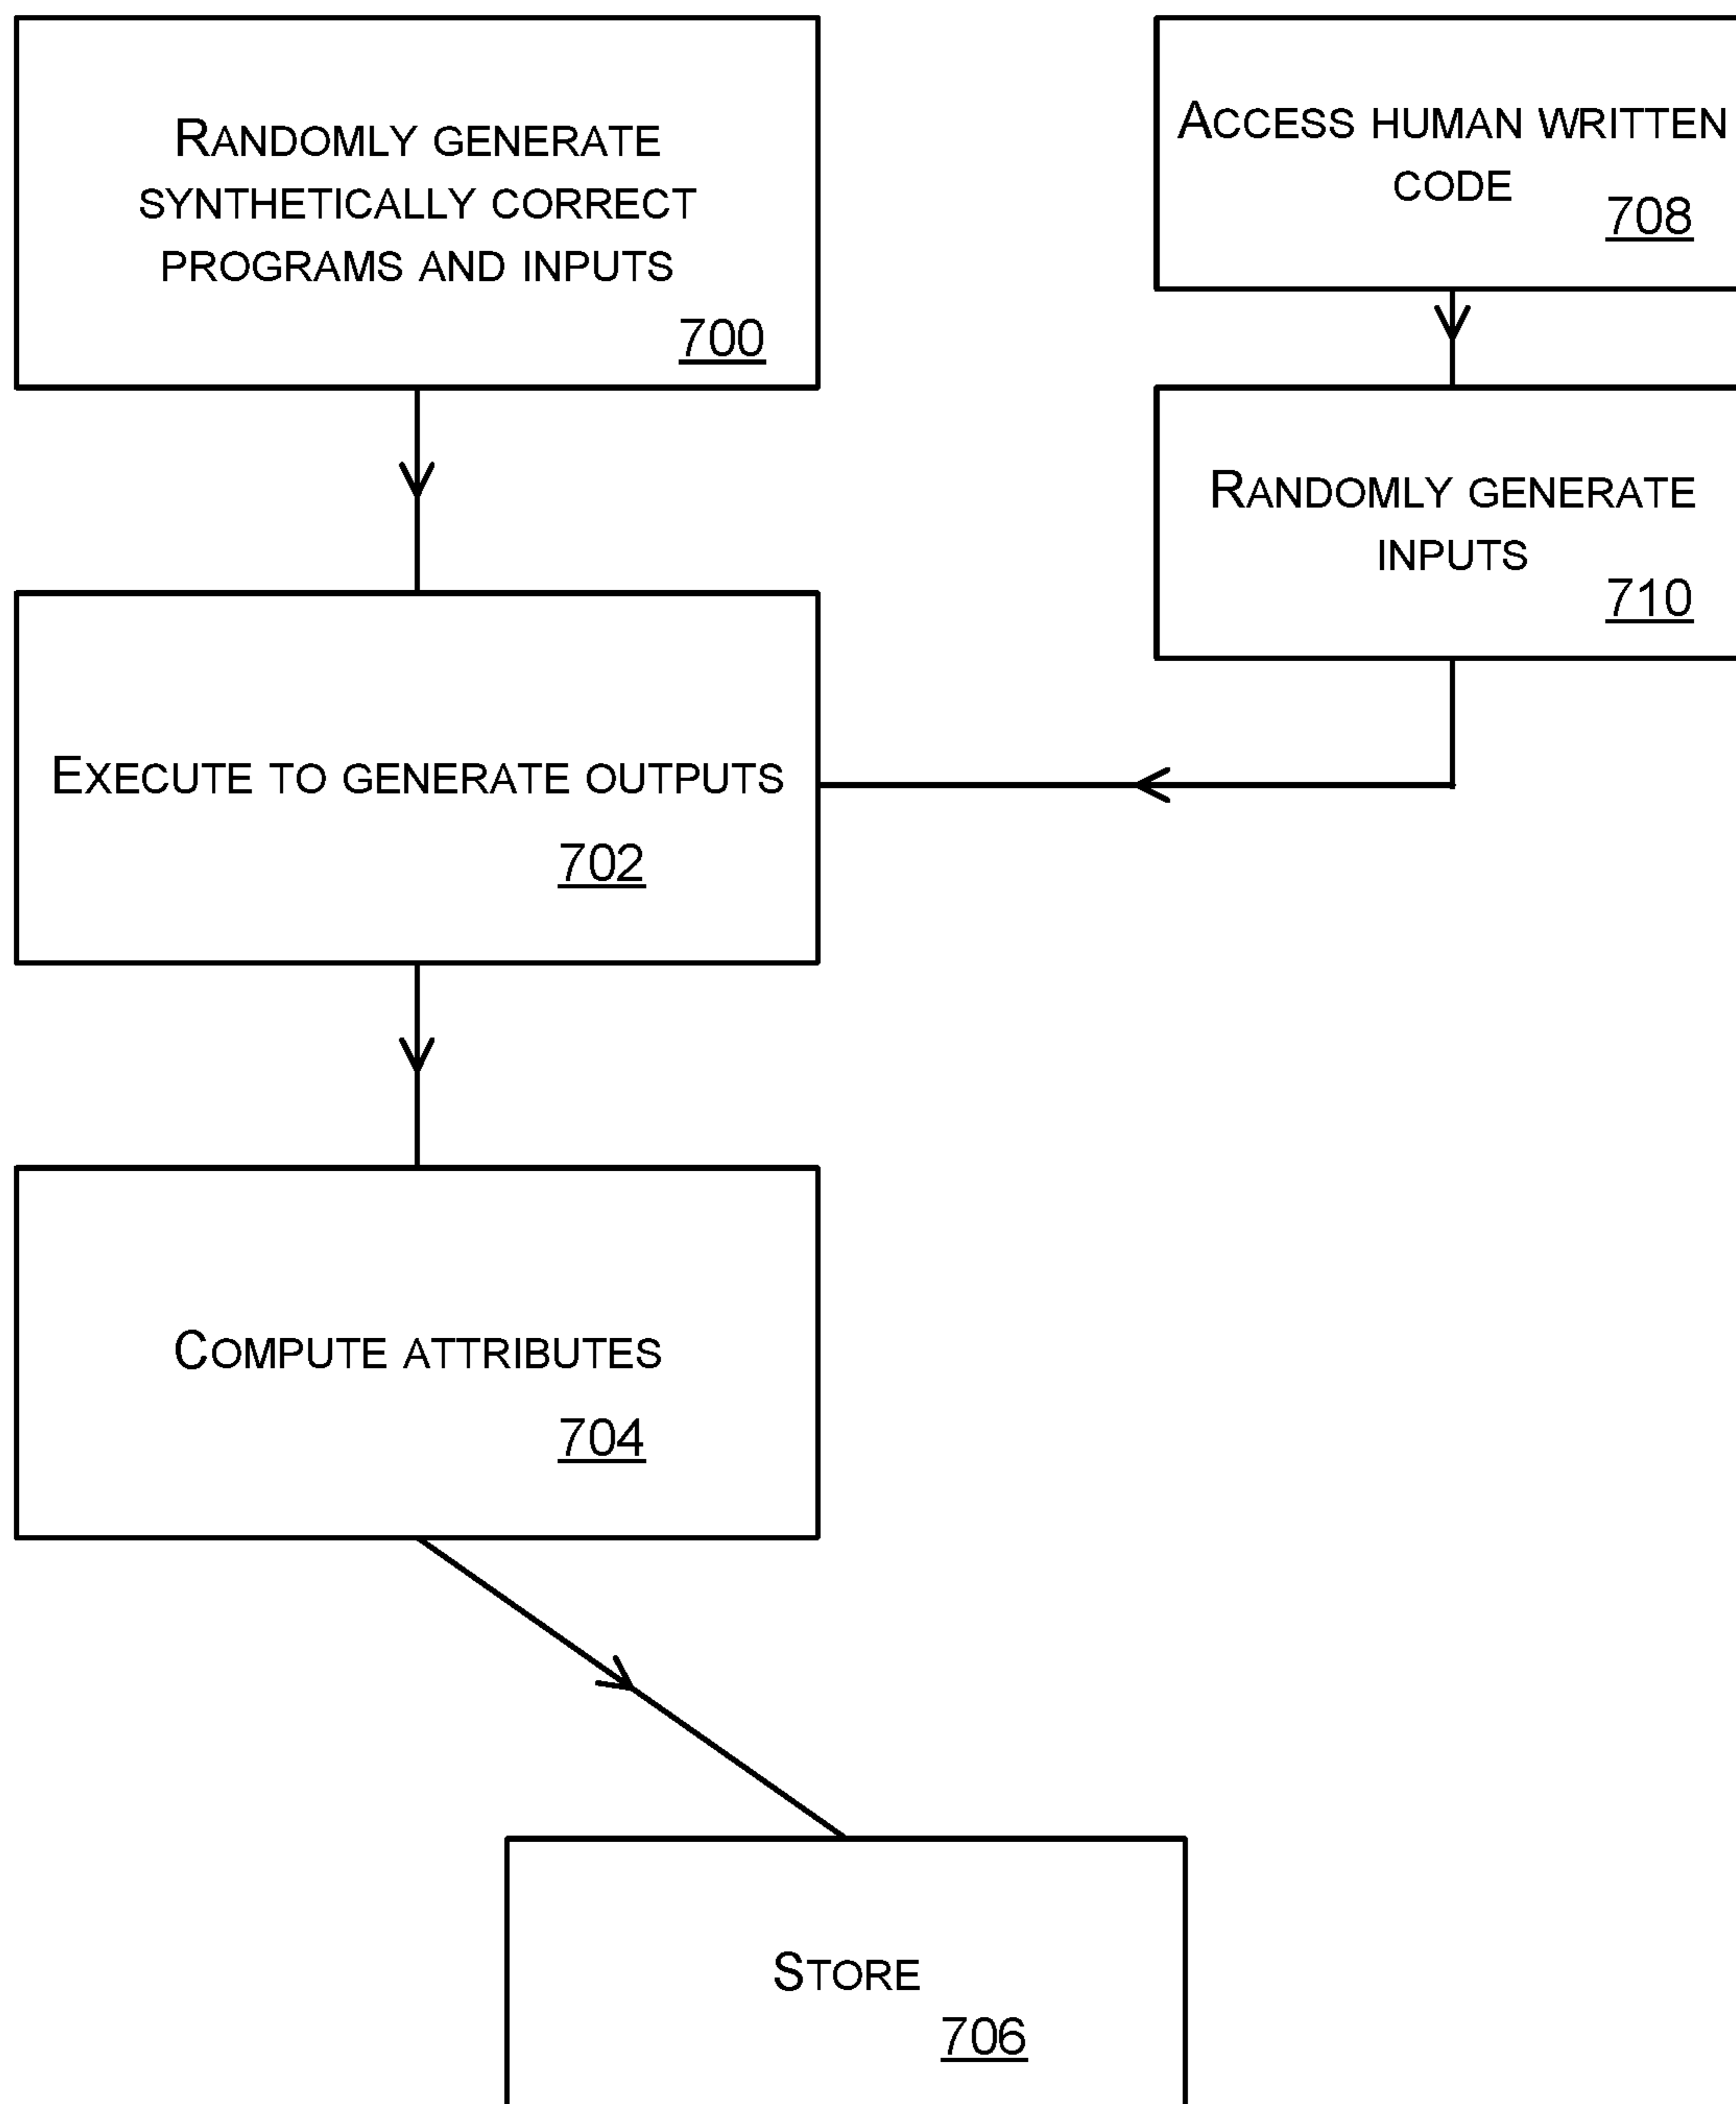 RANDOMLY GENERATE
SYNTHETICALLY CORRECT
PROGRAMS AND INPUTS
700
ACCESS HUMAN WRITTEN
CODE
708
RANDOMLY GENERATE
INPUTS
710
EXECUTE TO GENERATE OUTPUTS
702
COMPUTE ATTRIBUTES
704
STORE
706